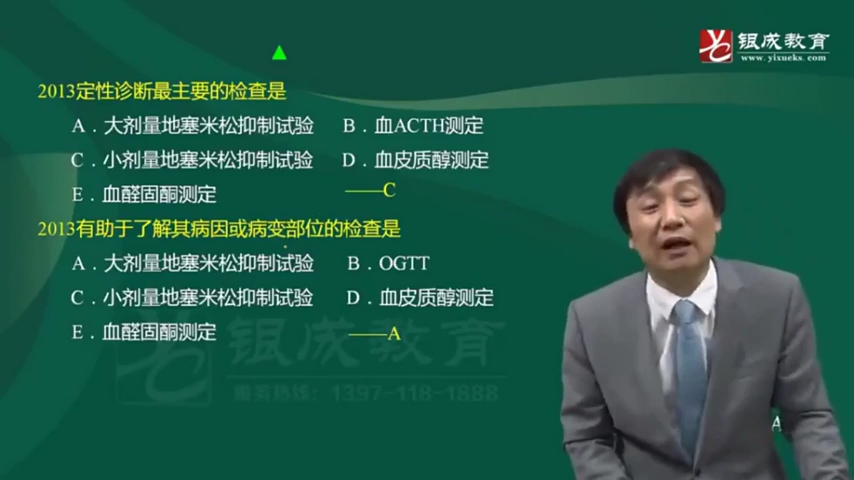 银成教育
www.yixueks.com
2013定性诊断最主要的检查是
A．大剂量地塞米松抑制试验 B．血ACTH测定
C．小剂量地塞米松抑制试验 D．血皮质醇测定
E．血醛固酮测定 ——C
2013有助于了解其病因或病变部位的检查是
A．大剂量地塞米松抑制试验 B．OGTT
C．小剂量地塞米松抑制试验 D．血皮质醇测定
E．血醛固酮测定 ——A
银成教育
1397-118-1888
A